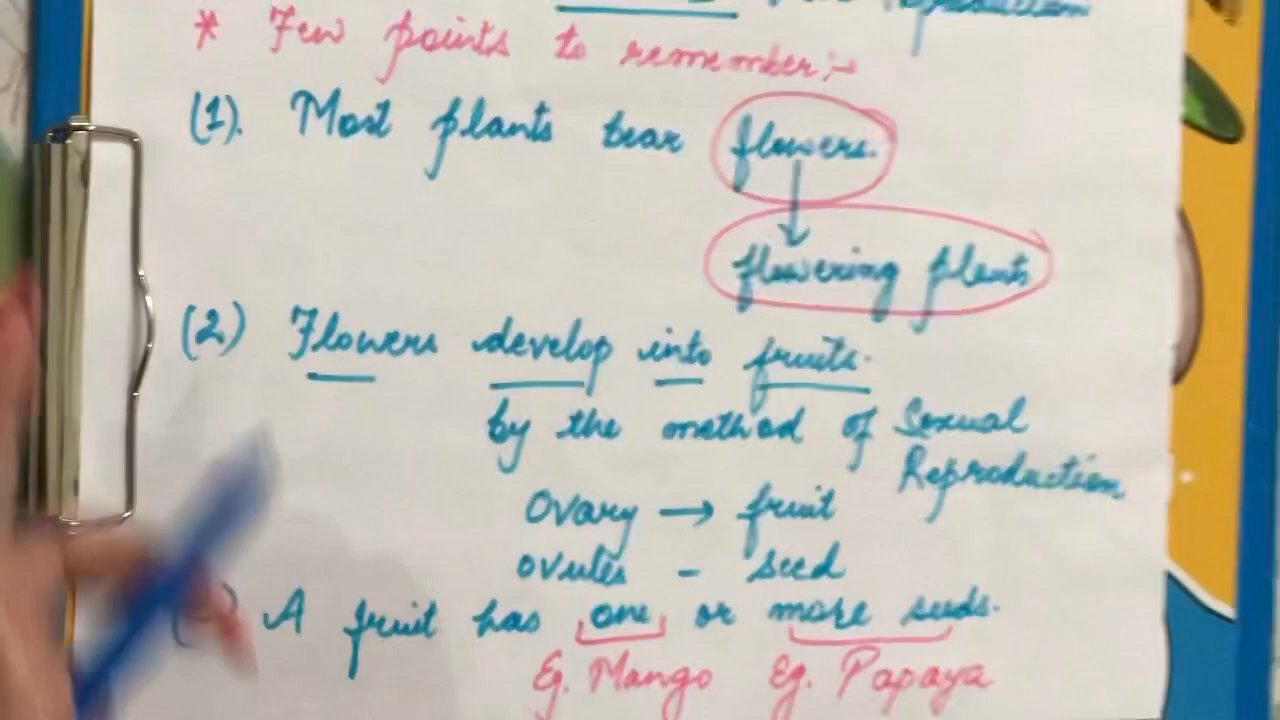 Reproduction
* Few points to remember:-
(1). Most plants bear flowers.
flowering plants
(2) Flowers develop into fruits.
by the method of Sexual
Reproduction
Ovary → fruit
ovules - seed
A fruit has one or more seeds.
Eg. Mango Eg. Papaya